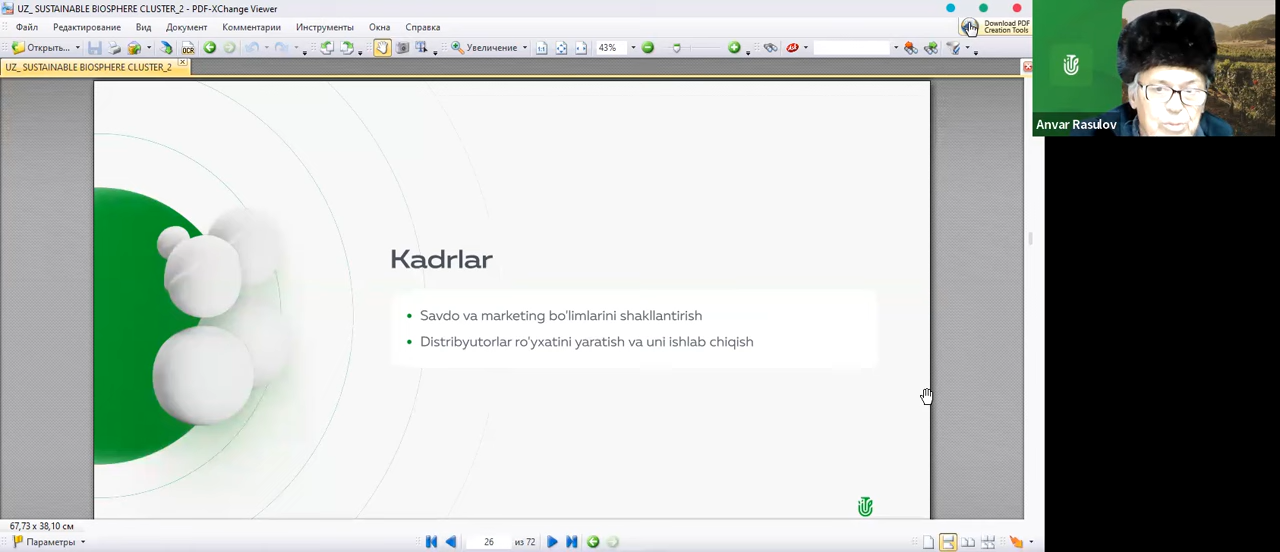 UZ_ SUSTAINABLE BIOSPHERE CLUSTER_2 - PDF-XChange Viewer
Файл Редактирование Вид Документ Комментарии Инструменты Окна Справка
Download PDF
Creation Tools
Открыть... OCR Увеличение 43%
UZ_ SUSTAINABLE BIOSPHERE CLUSTER_2
Anvar Rasulov
Kadrlar
• Savdo va marketing bo'limlarini shakllantirish
• Distribyutorlar ro'yxatini yaratish va uni ishlab chiqish
67,73 x 38,10 см
Параметры 26 из 72